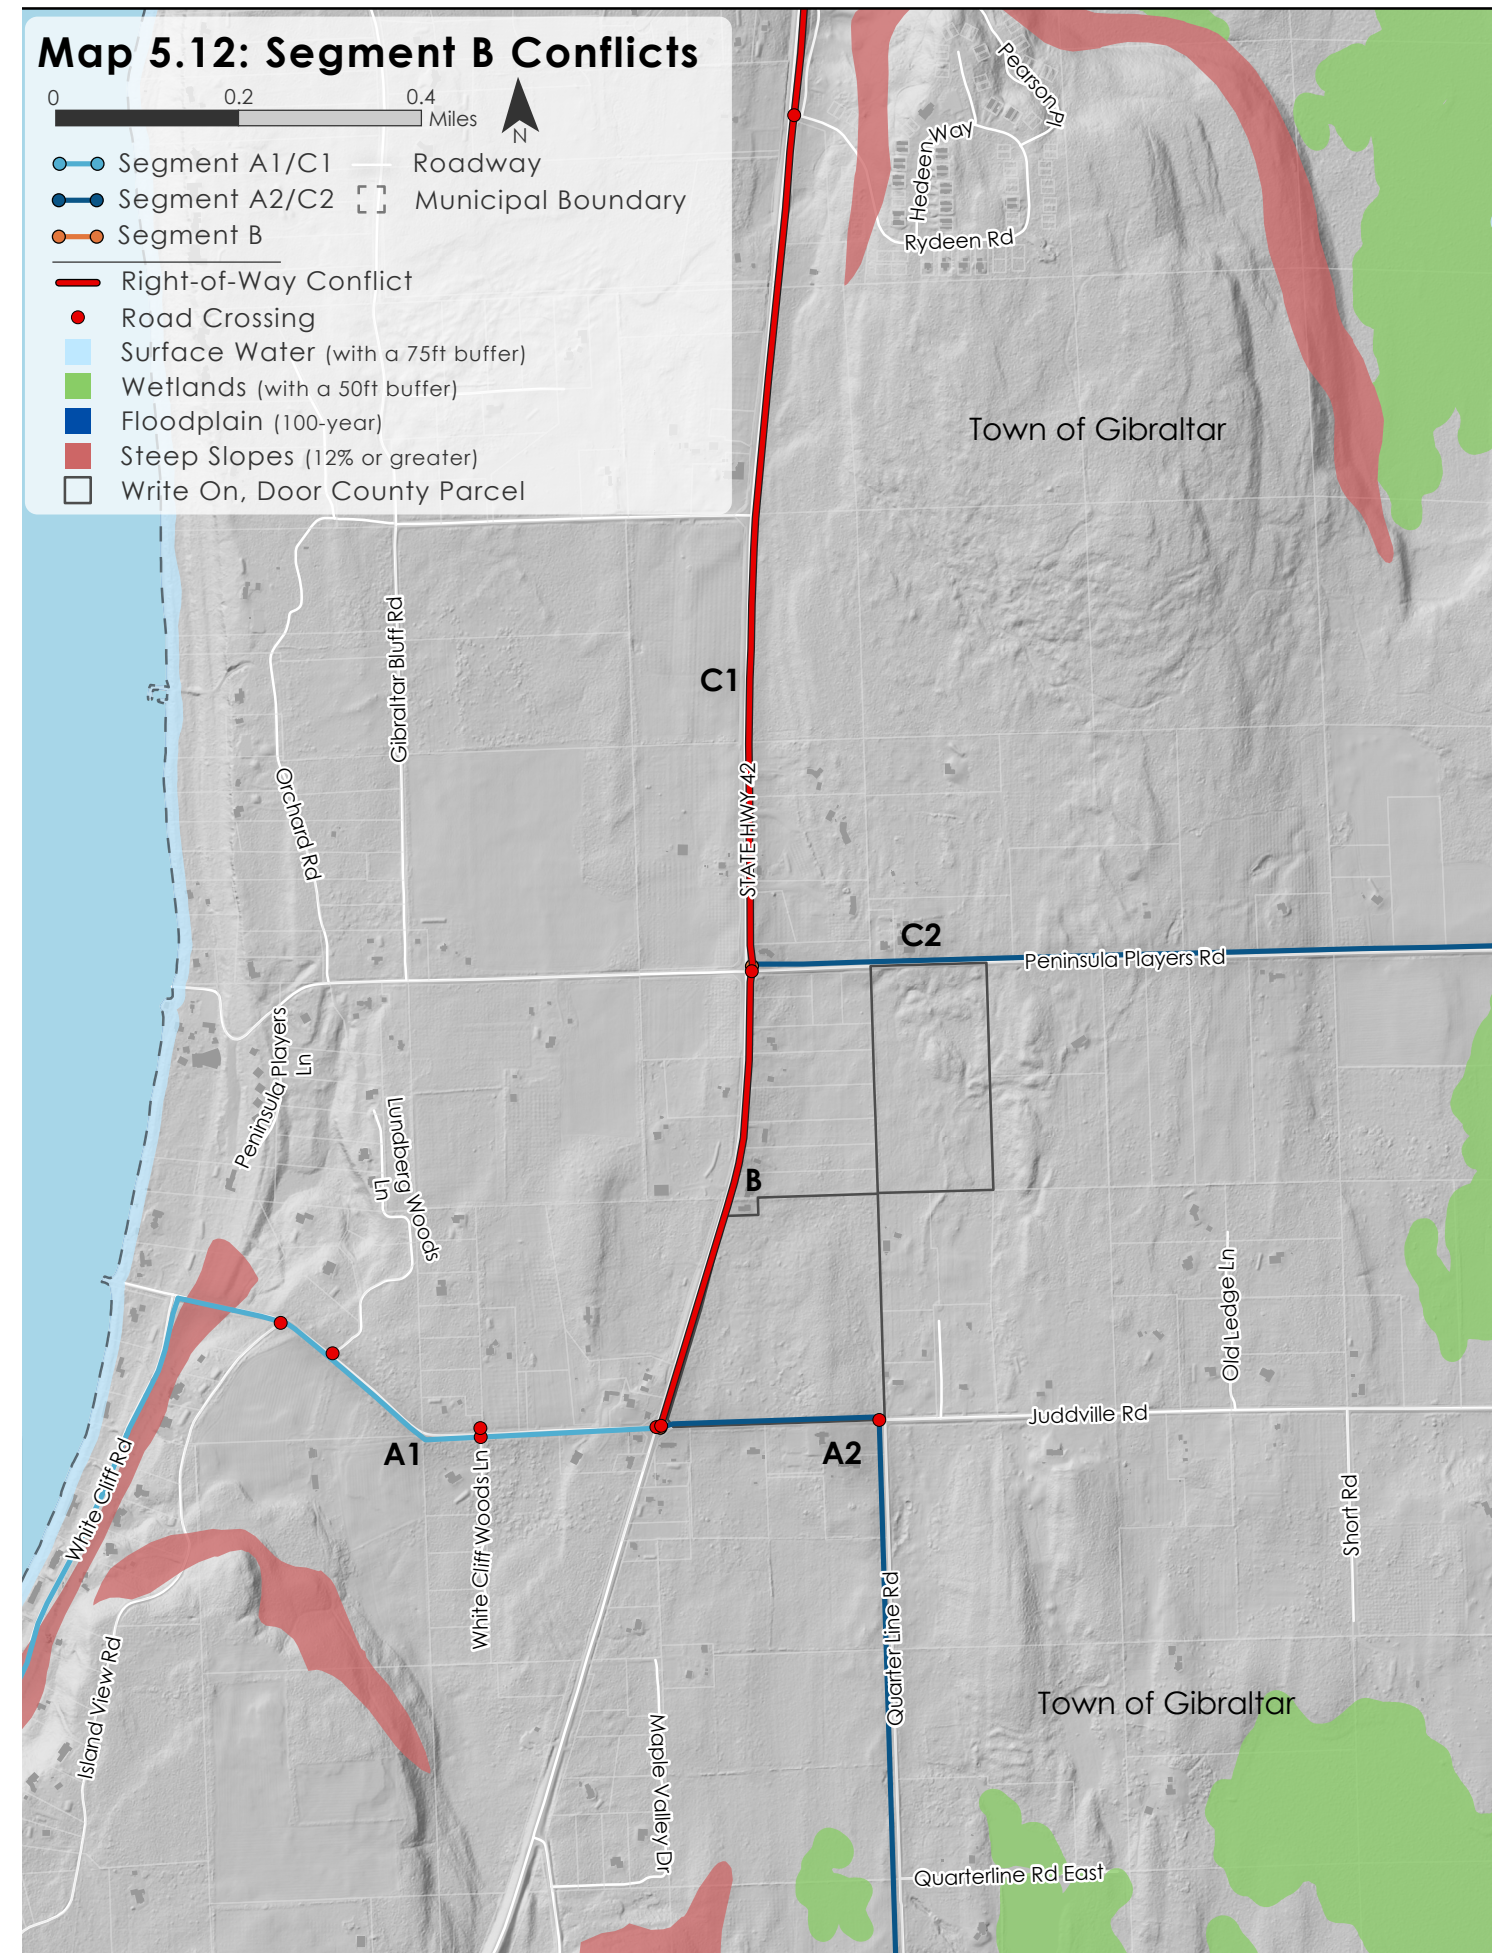 Map 5.12: Segment B Conflicts
0 0.2 0.4
Miles
N
Segment A1/C1
Roadway
Segment A2/C2
Municipal Boundary
Segment B
Right-of-Way Conflict
Road Crossing
Surface Water (with a 75ft buffer)
Wetlands (with a 50ft buffer)
Floodplain (100-year)
Steep Slopes (12% or greater)
Write On, Door County Parcel
Pearson Pl
Hedeen Way
Rydeen Rd
Town of Gibraltar
Gibraltar Bluff Rd
C1
Orchard Rd
STATE HWY 42
C2
Peninsula Players Rd
Peninsula Players
Ln
Lundberg Woods
Ln
B
Old Ledge Ln
Juddville Rd
A1
A2
White Cliff Rd
White Cliff Woods Ln
Short Rd
Quarter Line Rd
Island View Rd
Town of Gibraltar
Maple Valley Dr
Quarterline Rd East